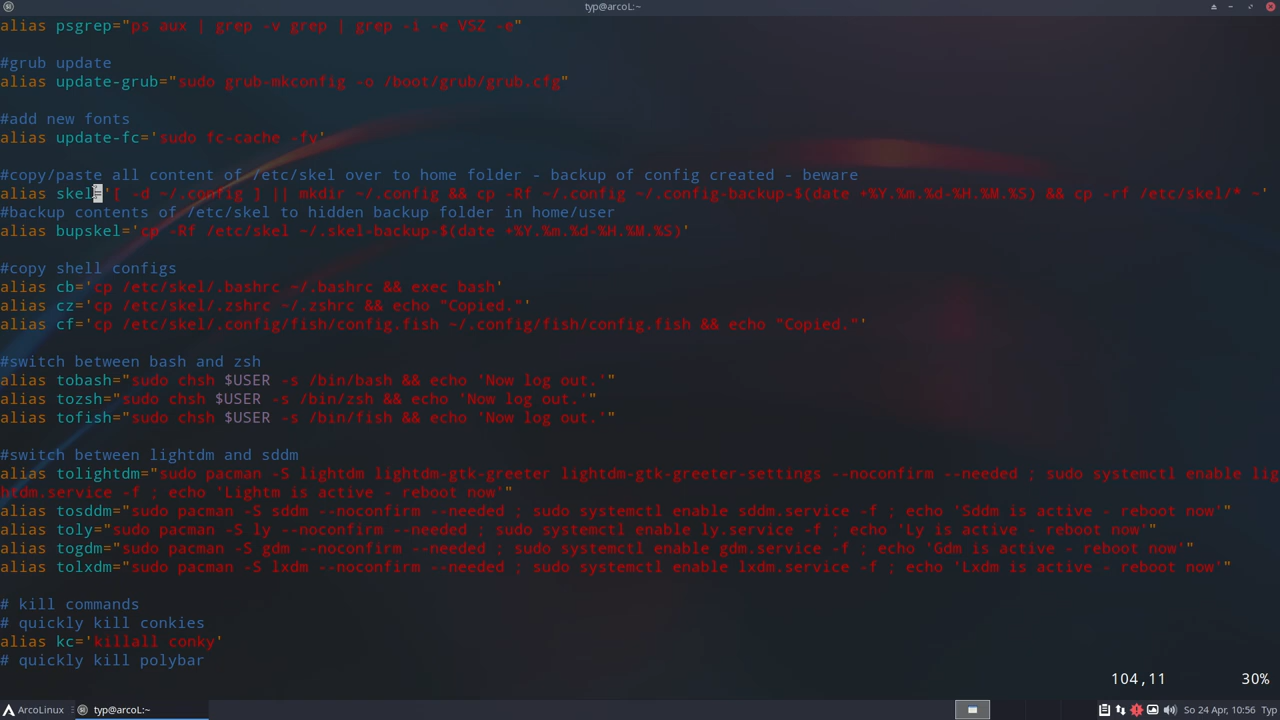 typ@arcoL:~
alias psgrep="ps aux | grep -v grep | grep -i -e VSZ -e"
#grub update
alias update-grub="sudo grub-mkconfig -o /boot/grub/grub.cfg"
#add new fonts
alias update-fc='sudo fc-cache -fv'
#copy/paste all content of /etc/skel over to home folder - backup of config created - beware
alias skel='[ -d ~/.config ] || mkdir ~/.config && cp -Rf ~/.config ~/.config-backup-$(date +%Y.%m.%d-%H.%M.%S) && cp -rf /etc/skel/* ~'
#backup contents of /etc/skel to hidden backup folder in home/user
alias bupskel='cp -Rf /etc/skel ~/.skel-backup-$(date +%Y.%m.%d-%H.%M.%S)'
#copy shell configs
alias cb='cp /etc/skel/.bashrc ~/.bashrc && exec bash'
alias cz='cp /etc/skel/.zshrc ~/.zshrc && echo "Copied."'
alias cf='cp /etc/skel/.config/fish/config.fish ~/.config/fish/config.fish && echo "Copied."'
#switch between bash and zsh
alias tobash="sudo chsh $USER -s /bin/bash && echo 'Now log out.'"
alias tozsh="sudo chsh $USER -s /bin/zsh && echo 'Now log out.'"
alias tofish="sudo chsh $USER -s /bin/fish && echo 'Now log out.'"
#switch between lightdm and sddm
alias tolightdm="sudo pacman -S lightdm lightdm-gtk-greeter lightdm-gtk-greeter-settings --noconfirm --needed ; sudo systemctl enable lig
htdm.service -f ; echo 'Lightm is active - reboot now'"
alias tosddm="sudo pacman -S sddm --noconfirm --needed ; sudo systemctl enable sddm.service -f ; echo 'Sddm is active - reboot now'"
alias toly="sudo pacman -S ly --noconfirm --needed ; sudo systemctl enable ly.service -f ; echo 'Ly is active - reboot now'"
alias togdm="sudo pacman -S gdm --noconfirm --needed ; sudo systemctl enable gdm.service -f ; echo 'Gdm is active - reboot now'"
alias tolxdm="sudo pacman -S lxdm --noconfirm --needed ; sudo systemctl enable lxdm.service -f ; echo 'Lxdm is active - reboot now'"
# kill commands
# quickly kill conkies
alias kc='killall conky'
# quickly kill polybar
104,11 30%
ArcoLinux typ@arcoL:~ So 24 Apr, 10:56 Typ